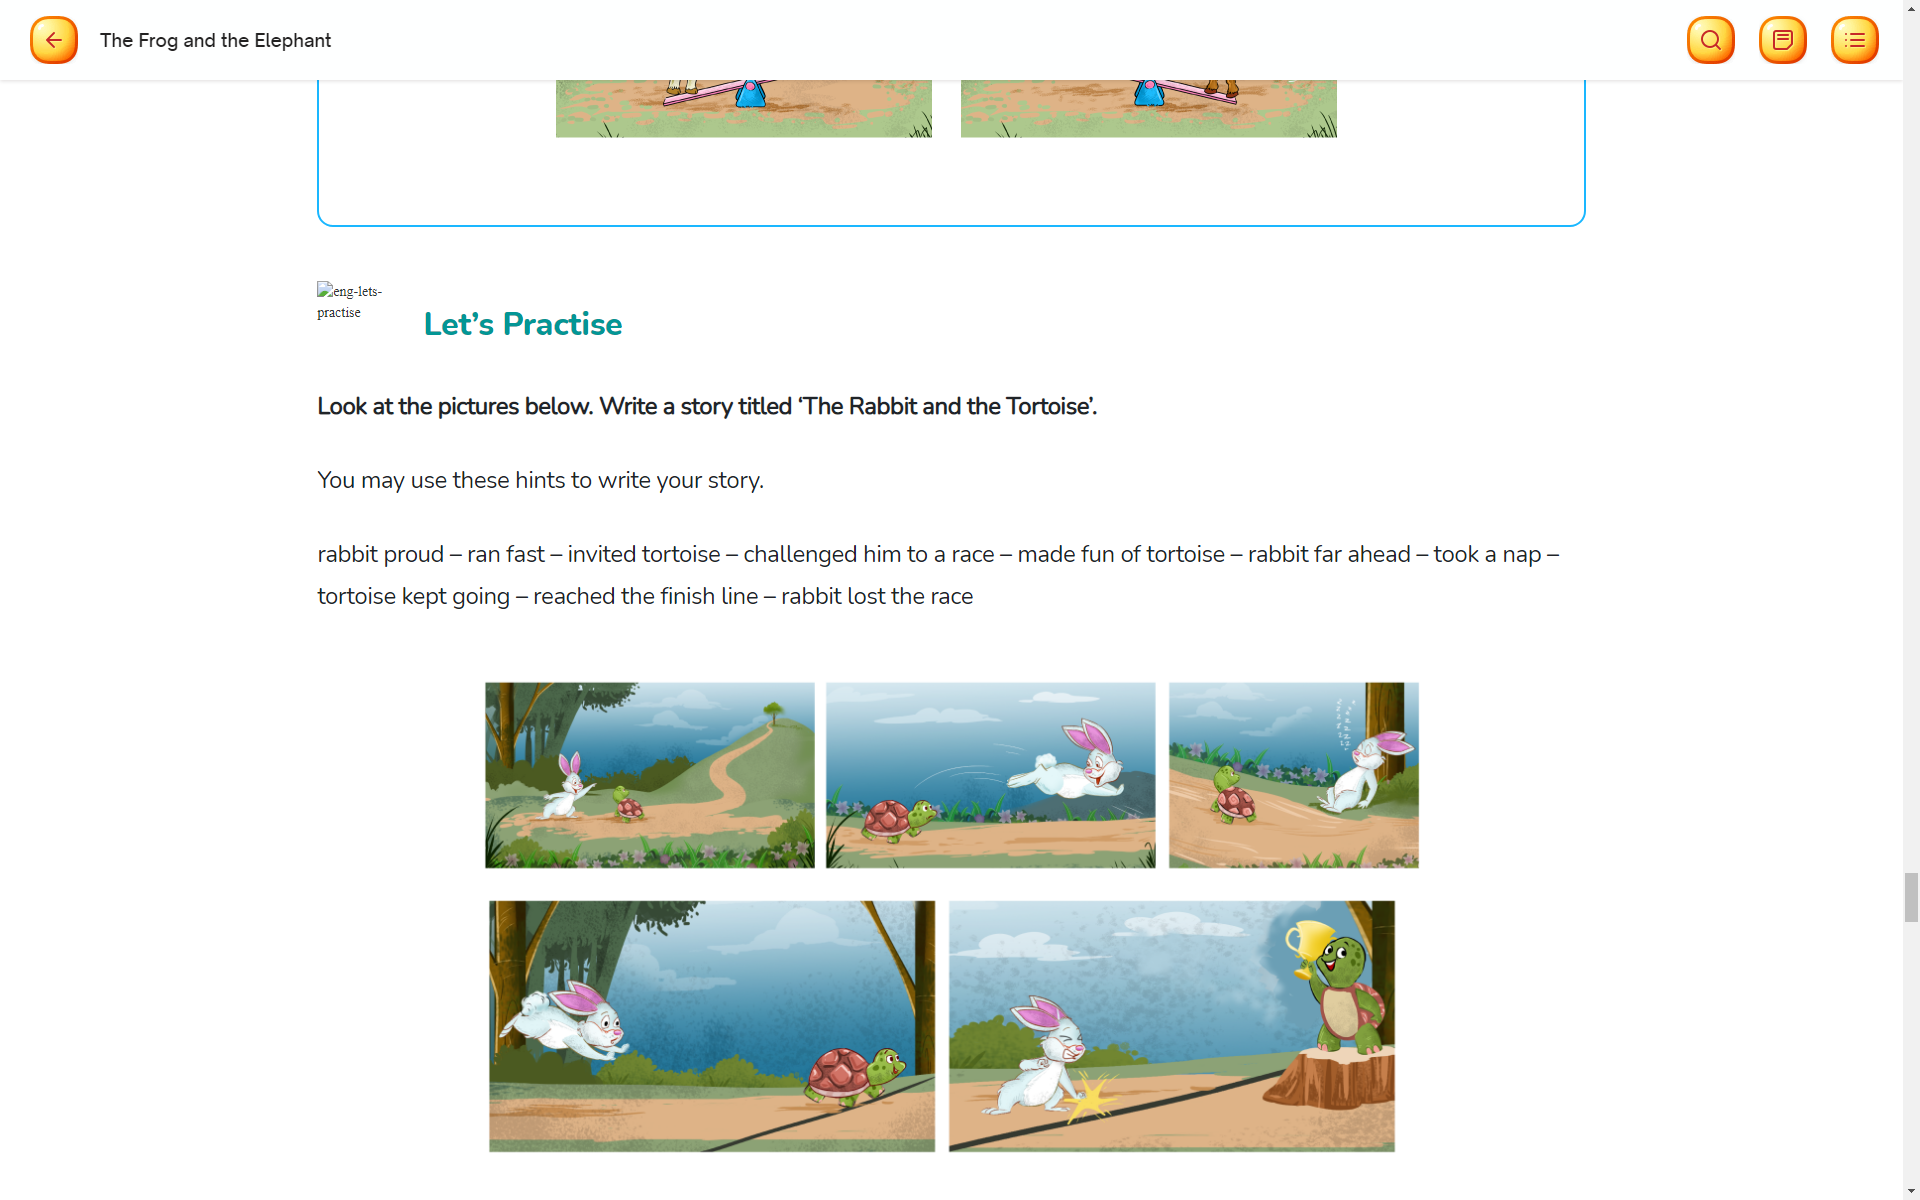 The Frog and the Elephant
eng-lets-
practise
Let’s Practise
Look at the pictures below. Write a story titled ‘The Rabbit and the Tortoise’.
You may use these hints to write your story.
rabbit proud – ran fast – invited tortoise – challenged him to a race – made fun of tortoise – rabbit far ahead – took a nap –
tortoise kept going – reached the finish line – rabbit lost the race